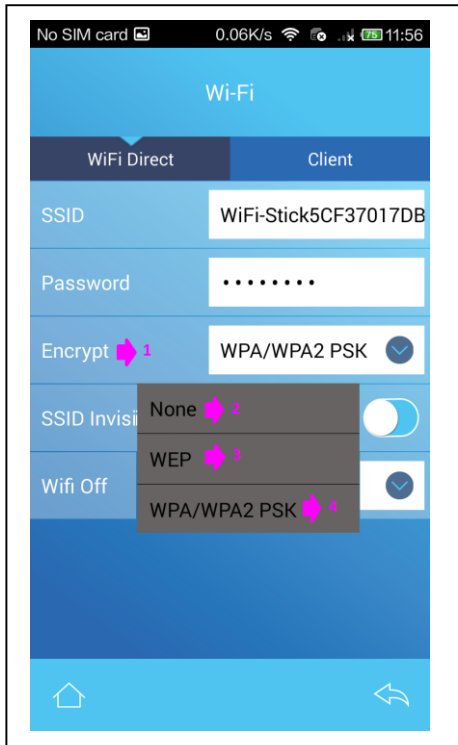 No SIM card 0.06K/s 75 11:56
Wi-Fi
WiFi Direct Client
SSID WiFi-Stick5CF37017DB
Password ••••••••
Encrypt 1 WPA/WPA2 PSK
SSID Invisi
None 2
WEP 3
Wifi Off
WPA/WPA2 PSK 4